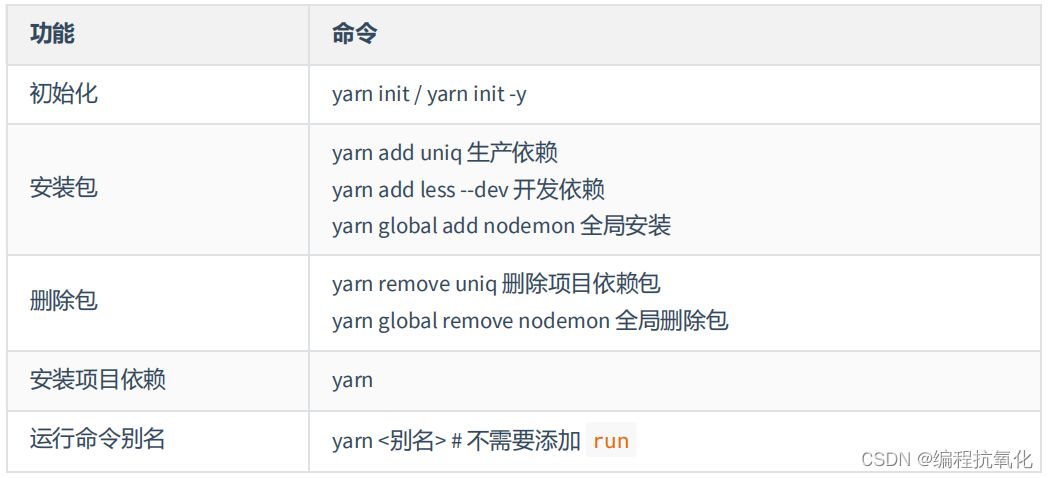 功能 命令
初始化 yarn init / yarn init -y
yarn add uniq 生产依赖
安装包 yarn add less --dev 开发依赖
yarn global add nodemon 全局安装
删除包 yarn remove uniq 删除项目依赖包
yarn global remove nodemon 全局删除包
安装项目依赖 yarn
运行命令别名 yarn <别名> # 不需要添加 run
CSDN @编程抗氧化